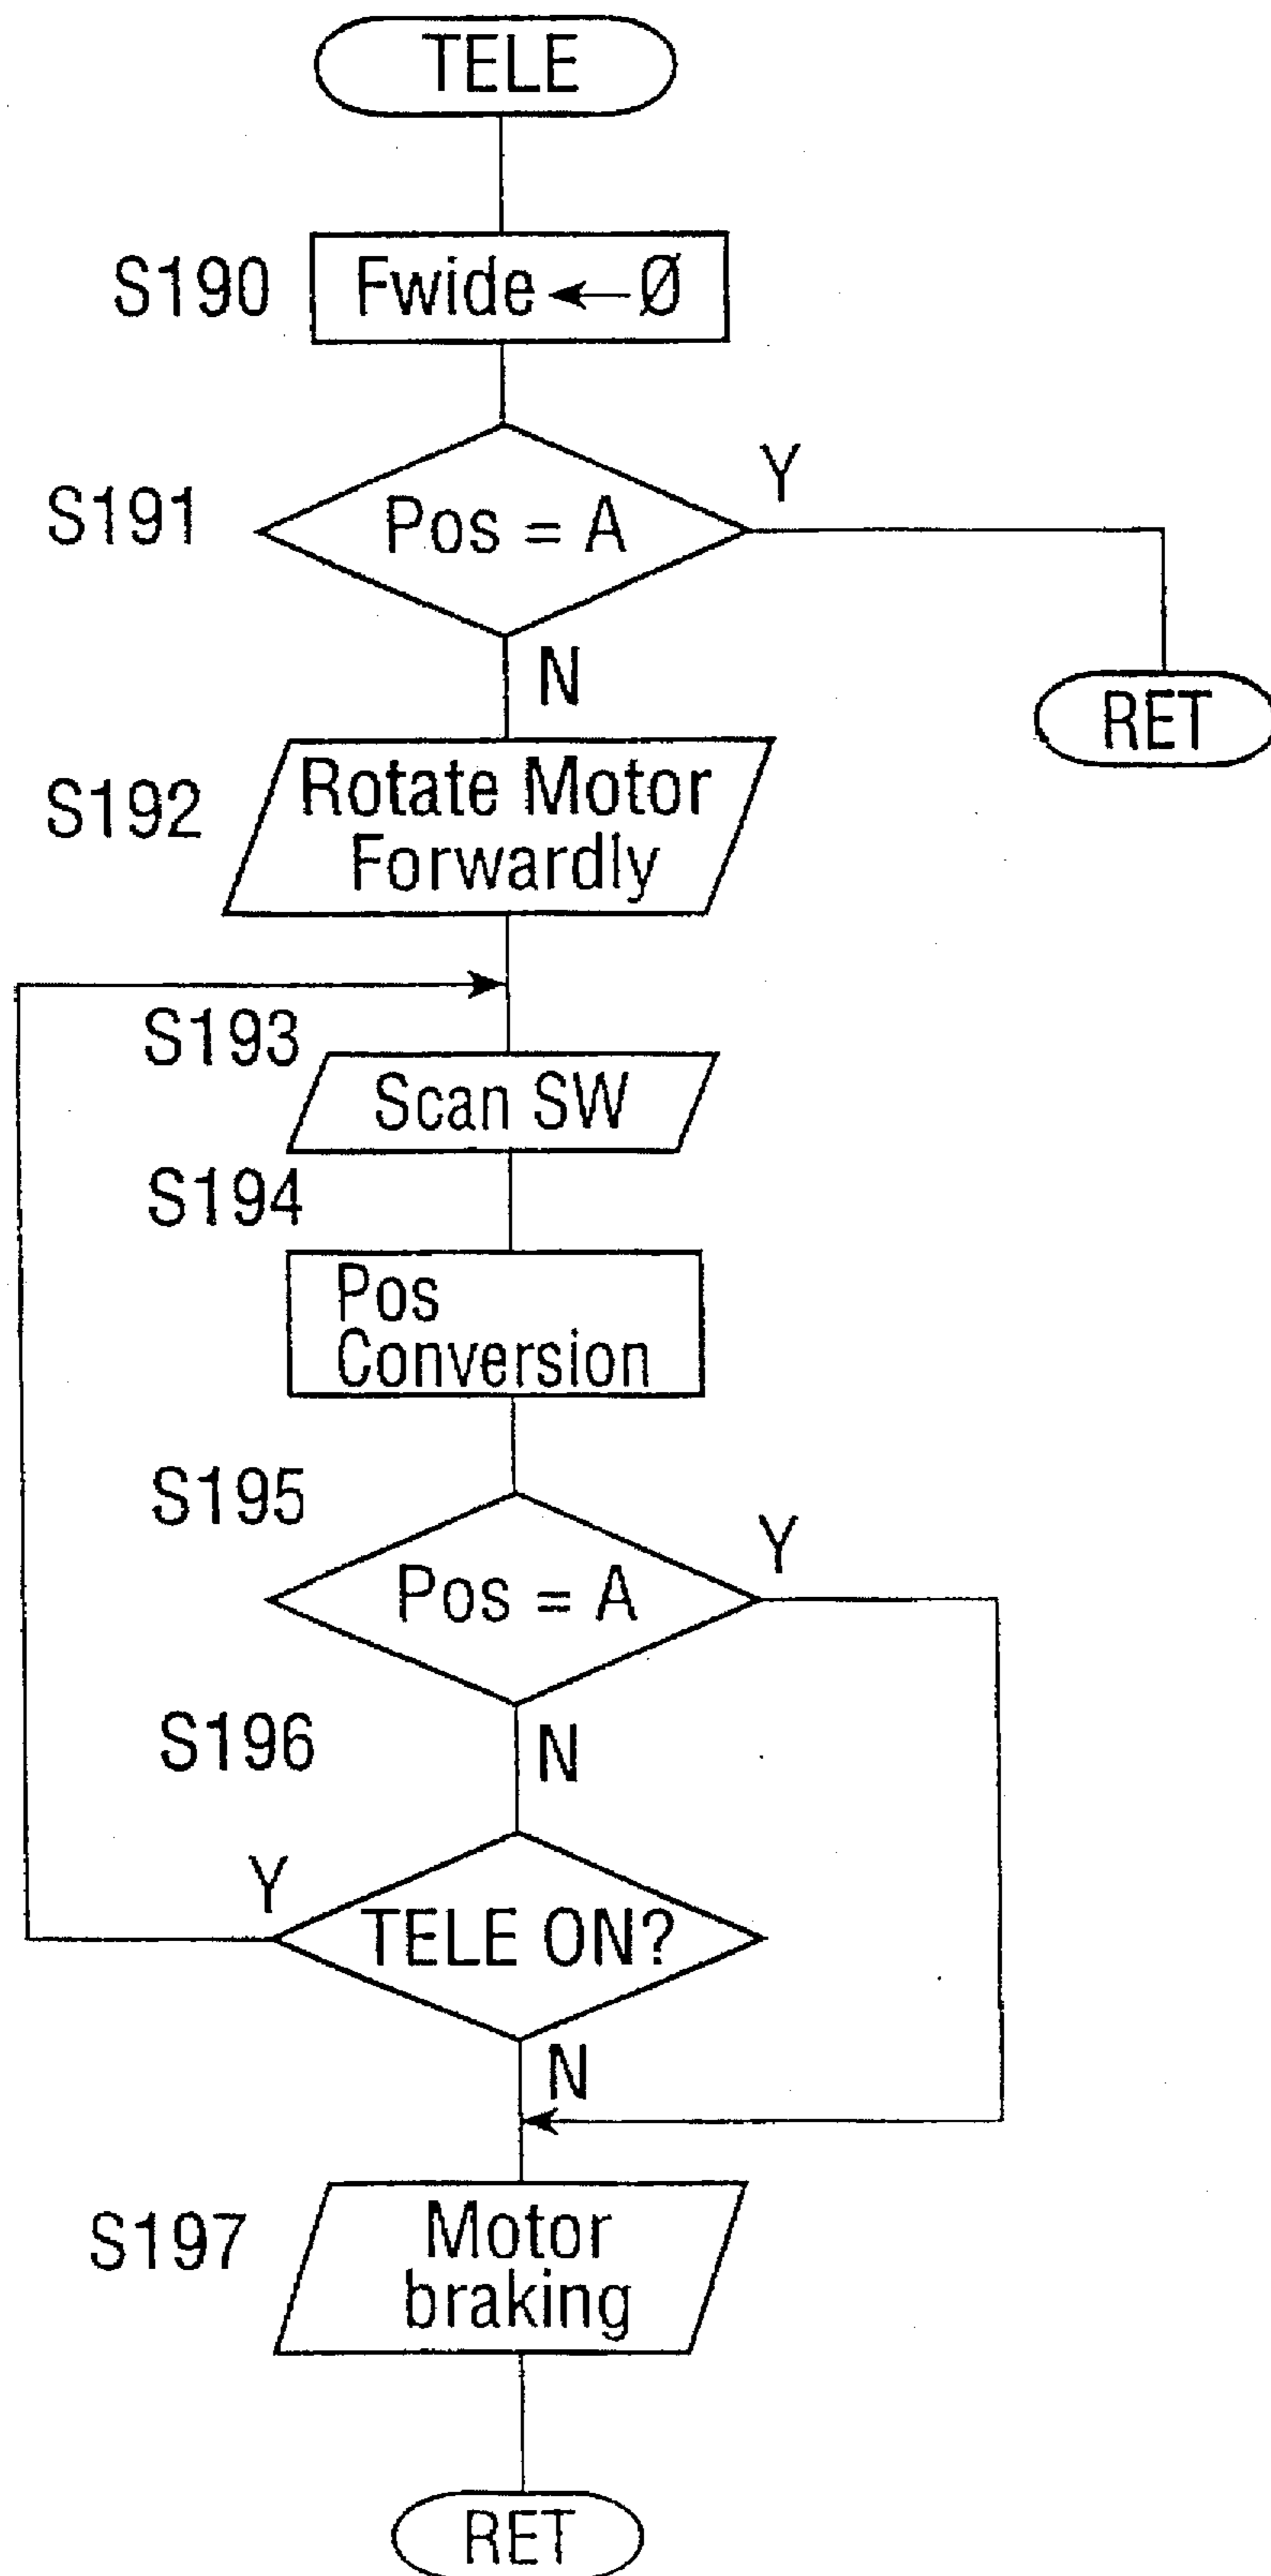 TELE
S190
Fwide ← Ø
S191
Pos = A
Y
N
RET
S192
Rotate Motor
Forwardly
S193
Scan SW
S194
Pos
Conversion
S195
Pos = A
Y
S196
N
Y
TELE ON?
N
S197
Motor
braking
RET